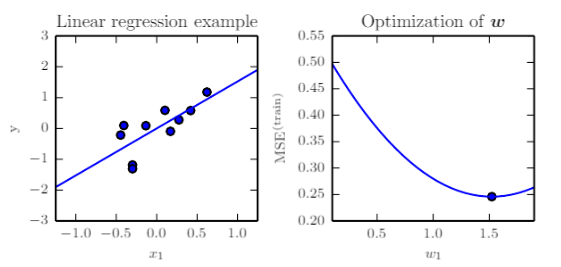 Linear regression example
3
2
1
0
−1
−2
−3
y
−1.0 −0.5 0.0 0.5 1.0
x₁
Optimization of w
0.55
0.50
0.45
0.40
0.35
0.30
0.25
0.20
MSE(train)
0.5 1.0 1.5
w₁